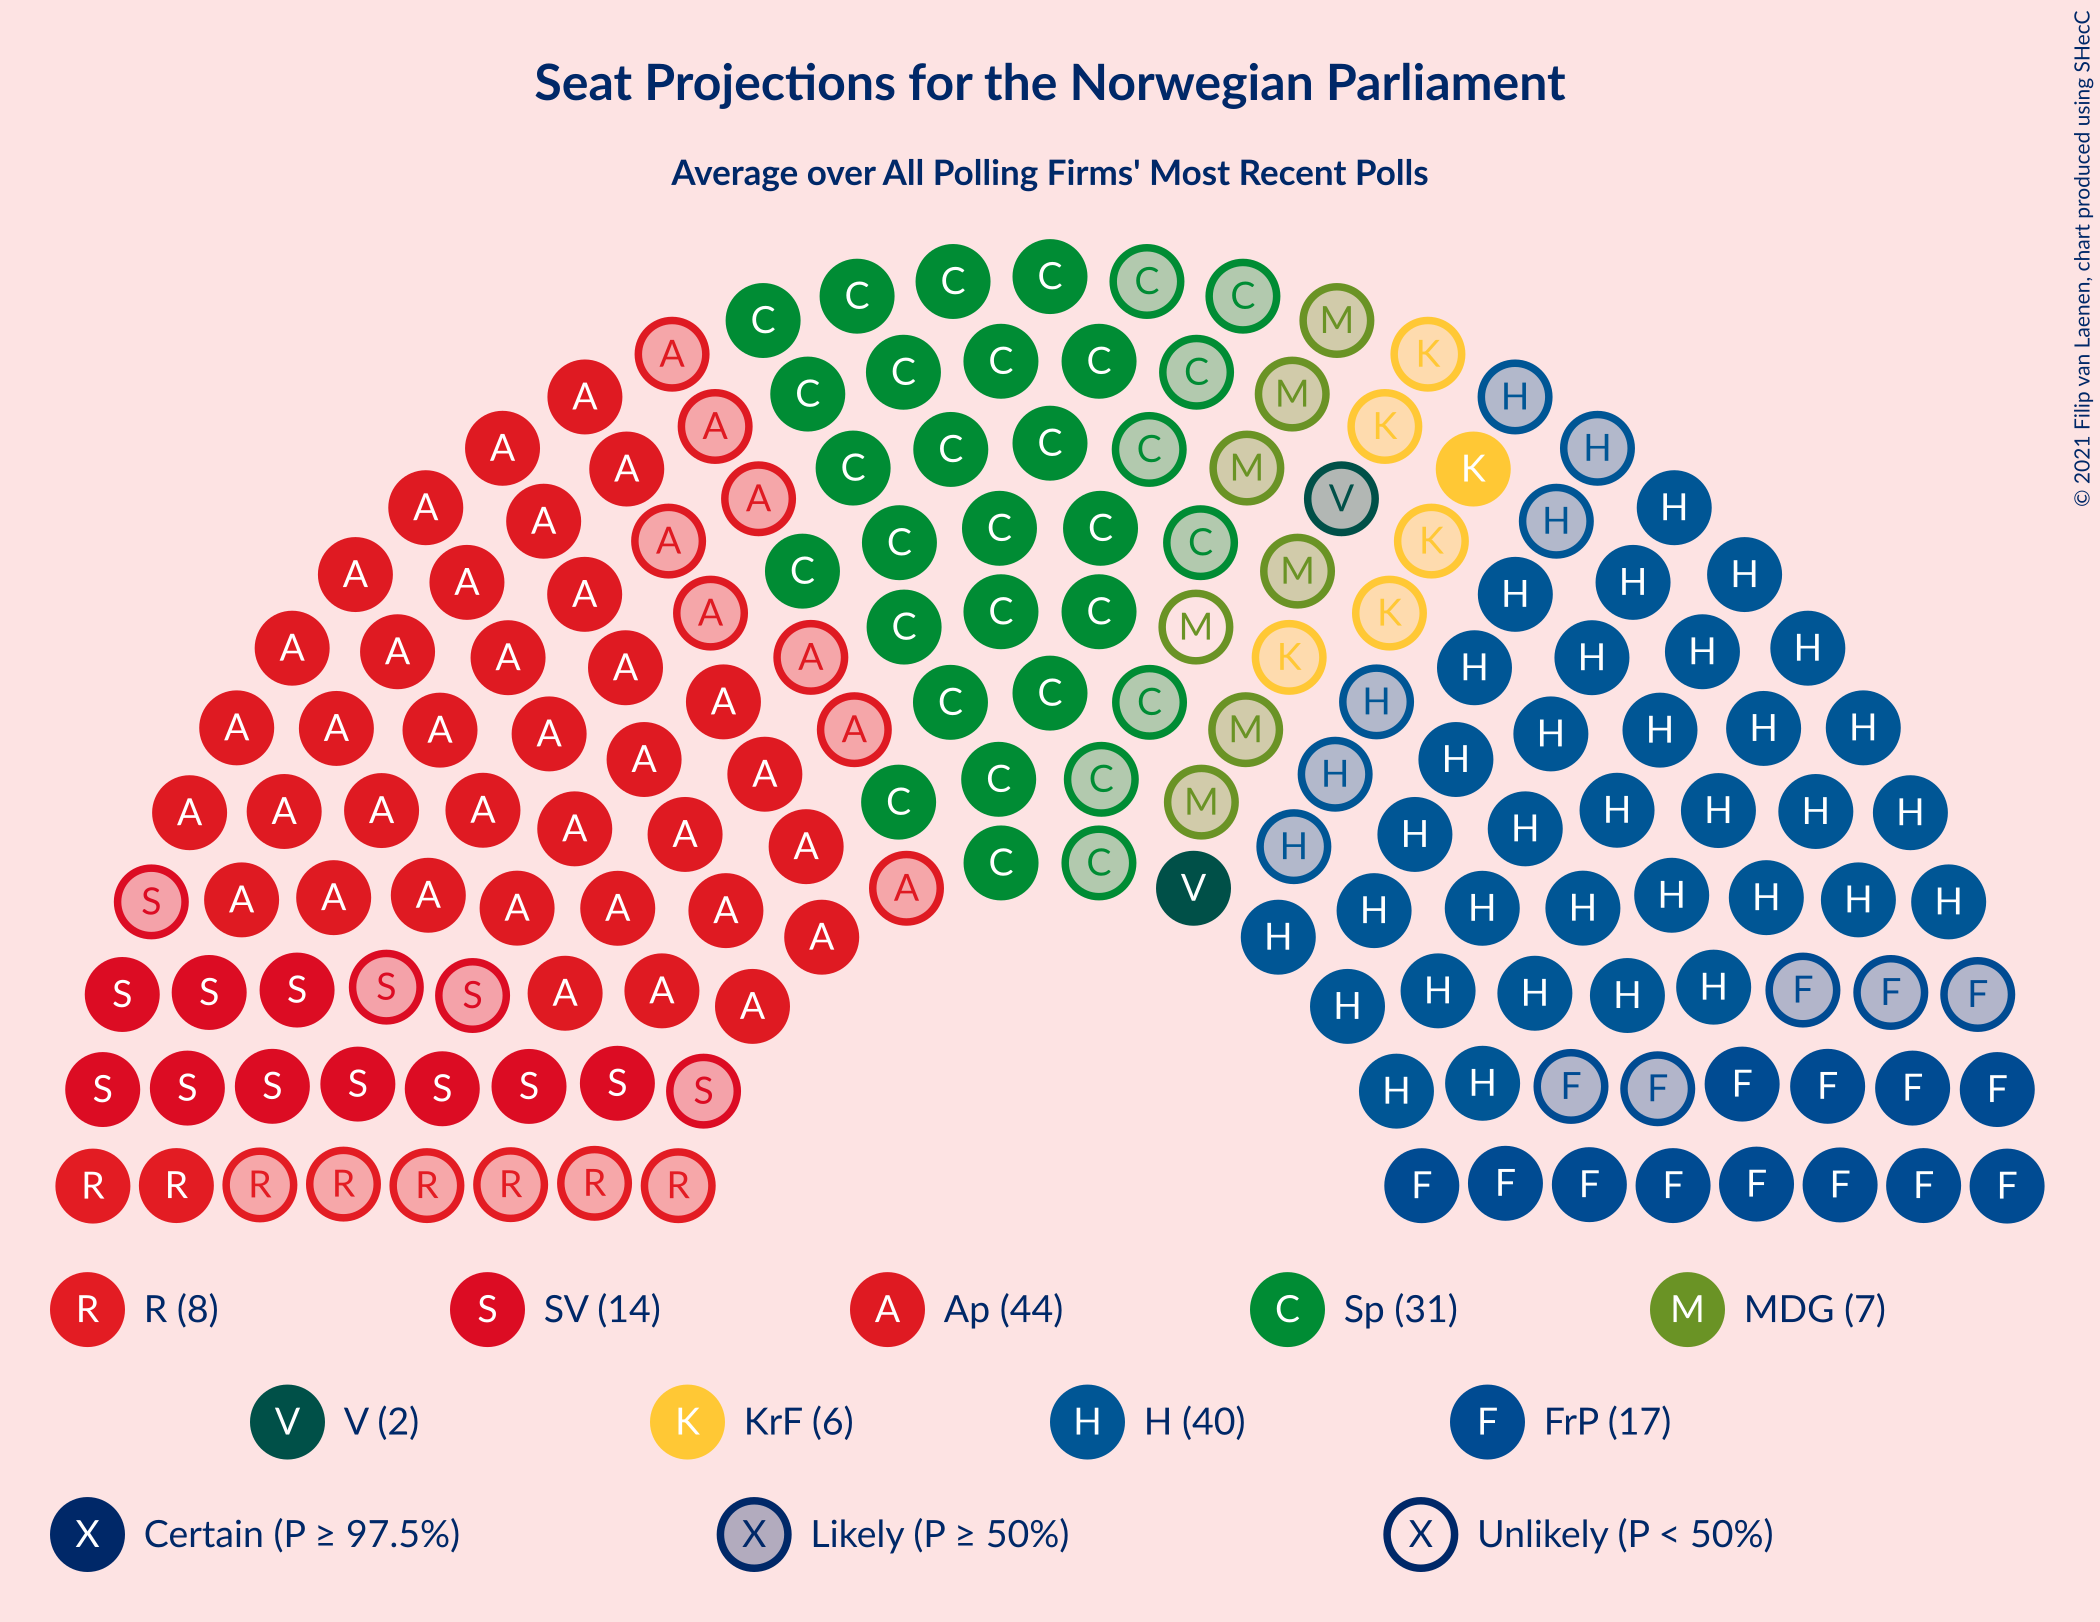 © 2021 Filip van Laenen, chart produced using SHecC
Seat Projections for the Norwegian Parliament
Average over All Polling Firms' Most Recent Polls
C C C C C
C M
A C C C C K
A C M H
A A C C C K H
A C M K
A A V H
A A C C C C K H
A A A C M H H H
A C C C M K
A A A A A K H H H H
A C C C H
A A A A A M H H H H
A A C C H H
A A A A A A C M H H H H H H
A C C H
S A A A A A A A V H H H H H H H
A H
S S S S S A A A H H H H H F F F
S S S S S S S S H H F F F F F F
R R R R R R R R F F F F F F F F
R R (8) S SV (14) A Ap (44) C Sp (31) M MDG (7)
V V (2) K KrF (6) H H (40) F FrP (17)
X Certain (P ≥ 97.5%) X Likely (P ≥ 50%) X Unlikely (P < 50%)